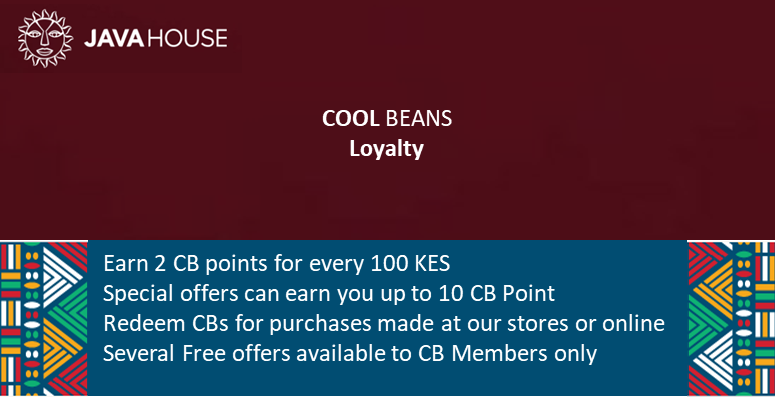 JAVA HOUSE
COOL BEANS
Loyalty
Earn 2 CB points for every 100 KES
Special offers can earn you up to 10 CB Point
Redeem CBs for purchases made at our stores or online
Several Free offers available to CB Members only